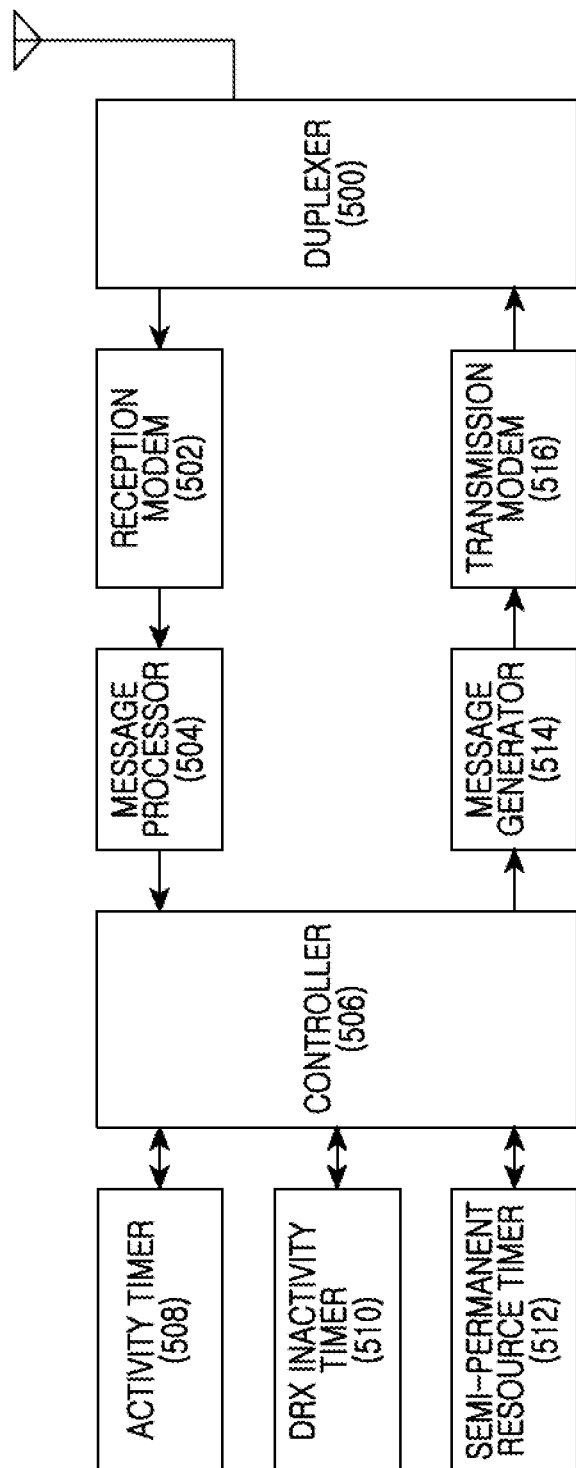 ACTIVITY TIMER
(508)
DRX INACTIVITY
TIMER
(510)
SEMI-PERMANENT
RESOURCE TIMER
(512)
CONTROLLER
(506)
MESSAGE
PROCESSOR
(504)
MESSAGE
GENERATOR
(514)
RECEPTION
MODEM
(502)
TRANSMISSION
MODEM
(516)
DUPLEXER
(500)